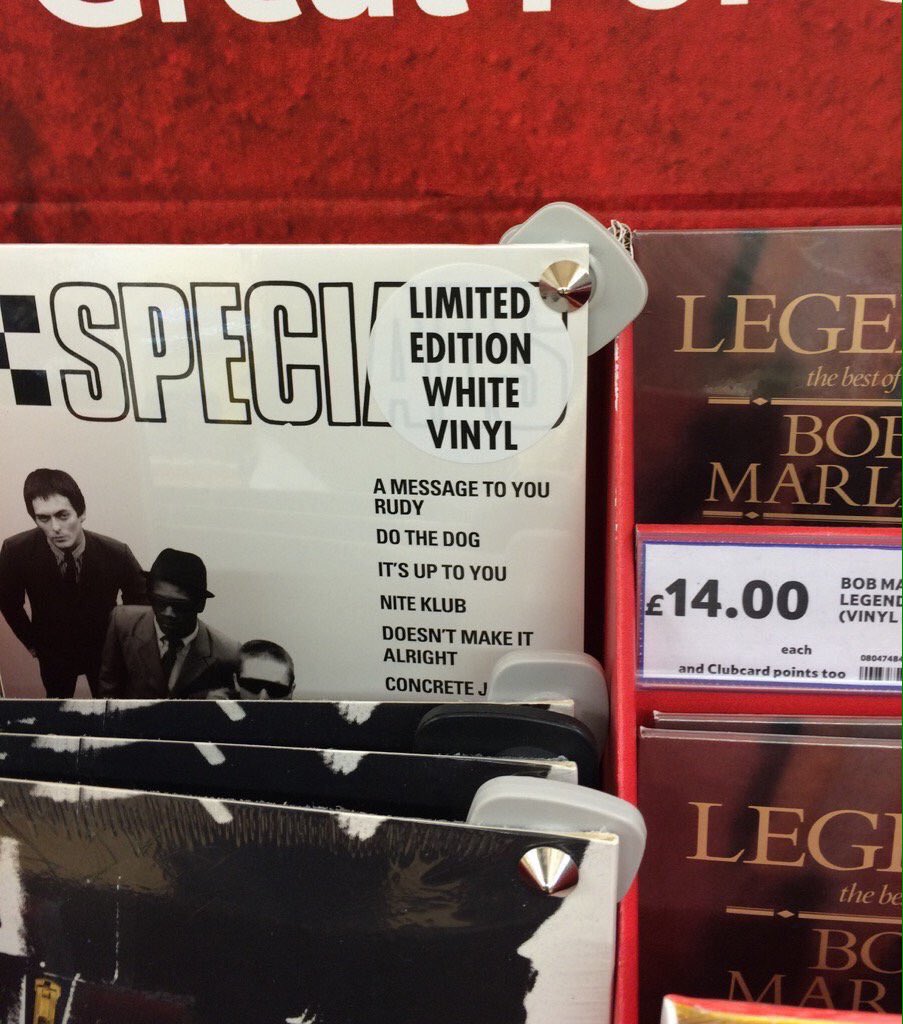 SPECIA
LIMITED
EDITION
WHITE
VINYL
A MESSAGE TO YOU
RUDY
DO THE DOG
IT'S UP TO YOU
NITE KLUB
DOESN'T MAKE IT
ALRIGHT
CONCRETE J
LEGE
the best of
BOB
MARL
£14.00
BOB MA
LEGEND
(VINYL
each
and Clubcard points too
0804748
LEGE
the be
BO
MAR